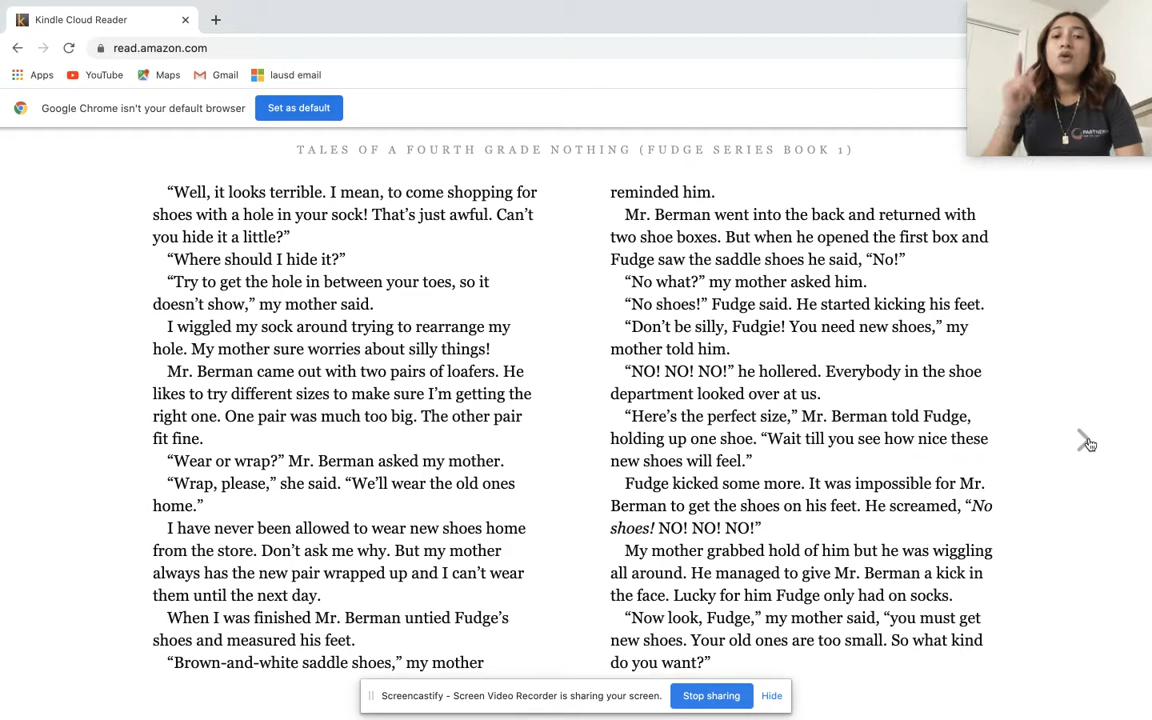 Kindle Cloud Reader
read.amazon.com
Apps
YouTube
Maps
Gmail
lausd email
Google Chrome isn't your default browser
Set as default
TALES OF A FOURTH GRADE NOTHING (FUDGE SERIES BOOK 1)
“Well, it looks terrible. I mean, to come shopping for
shoes with a hole in your sock! That’s just awful. Can’t
you hide it a little?”
“Where should I hide it?”
“Try to get the hole in between your toes, so it
doesn’t show,” my mother said.
I wiggled my sock around trying to rearrange my
hole. My mother sure worries about silly things!
Mr. Berman came out with two pairs of loafers. He
likes to try different sizes to make sure I’m getting the
right one. One pair was much too big. The other pair
fit fine.
“Wear or wrap?” Mr. Berman asked my mother.
“Wrap, please,” she said. “We’ll wear the old ones
home.”
I have never been allowed to wear new shoes home
from the store. Don’t ask me why. But my mother
always has the new pair wrapped up and I can’t wear
them until the next day.
When I was finished Mr. Berman untied Fudge’s
shoes and measured his feet.
“Brown-and-white saddle shoes,” my mother
reminded him.
Mr. Berman went into the back and returned with
two shoe boxes. But when he opened the first box and
Fudge saw the saddle shoes he said, “No!”
“No what?” my mother asked him.
“No shoes!” Fudge said. He started kicking his feet.
“Don’t be silly, Fudgie! You need new shoes,” my
mother told him.
“NO! NO! NO!” he hollered. Everybody in the shoe
department looked over at us.
“Here’s the perfect size,” Mr. Berman told Fudge,
holding up one shoe. “Wait till you see how nice these
new shoes will feel.”
Fudge kicked some more. It was impossible for Mr.
Berman to get the shoes on his feet. He screamed, “No
shoes! NO! NO! NO!”
My mother grabbed hold of him but he was wiggling
all around. He managed to give Mr. Berman a kick in
the face. Lucky for him Fudge only had on socks.
“Now look, Fudge,” my mother said, “you must get
new shoes. Your old ones are too small. So what kind
do you want?”
Screencastify - Screen Video Recorder is sharing your screen.
Stop sharing
Hide